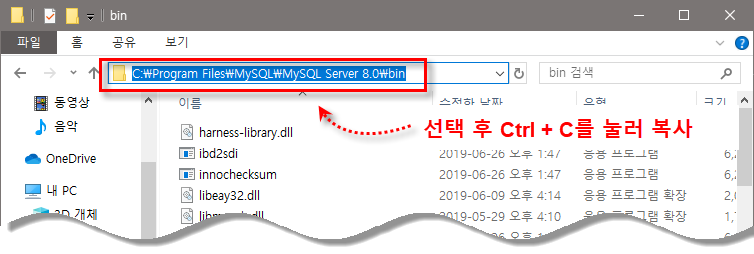 bin
파일 홈 공유 보기
C:₩Program Files₩MySQL₩MySQL Server 8.0₩bin
bin 검색
동영상
음악
OneDrive
내 PC
3D 개체
이름 수정한 날짜 유형 크기
선택 후 Ctrl + C를 눌러 복사
harness-library.dll
ibd2sdi 2019-06-26 오후 1:47 응용 프로그램 6,
innochecksum 2019-06-26 오후 1:47 응용 프로그램 6,
libeay32.dll 2019-06-09 오후 4:14 응용 프로그램 확장 2,
2019-05-29 오후 4:10 응용 프로그램 확장